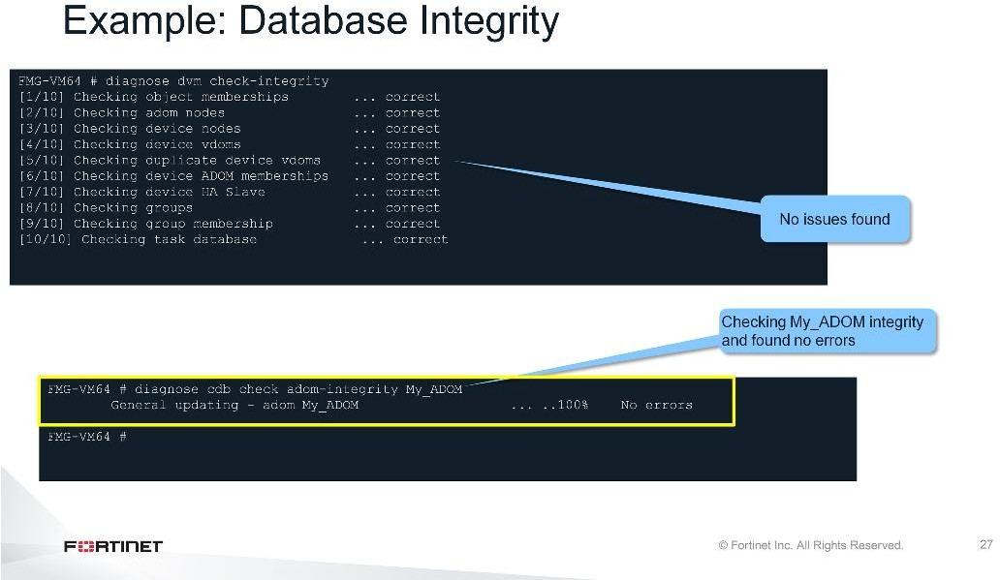 Example: Database Integrity
FMG-VM64 # diagnose dvm check-integrity
[1/10] Checking object memberships ... correct
[2/10] Checking adom nodes ... correct
[3/10] Checking device nodes ... correct
[4/10] Checking device vdoms ... correct
[5/10] Checking duplicate device vdoms ... correct
[6/10] Checking device ADOM memberships ... correct
[7/10] Checking device HA Slave ... correct
[8/10] Checking groups ... correct
[9/10] Checking group membership ... correct
[10/10] Checking task database ... correct
No issues found
Checking My_ADOM integrity
and found no errors
FMG-VM64 # diagnose cdb check adom-integrity My_ADOM
General updating - adom My_ADOM ... ..100% No errors
FMG-VM64 #
FORTINET
© Fortinet Inc. All Rights Reserved.
27